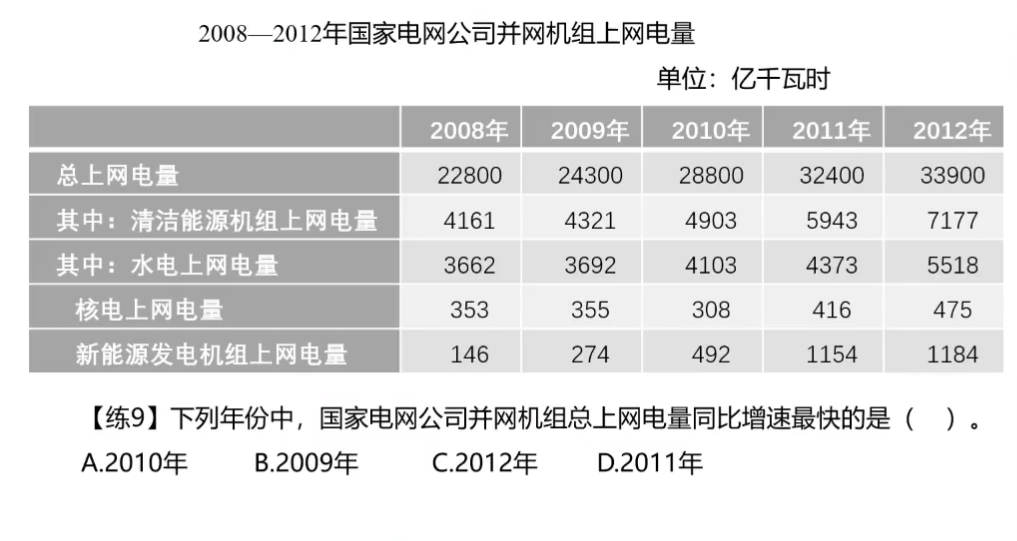 2008—2012年国家电网公司并网机组上网电量
单位：亿千瓦时
2008年 2009年 2010年 2011年 2012年
总上网电量 22800 24300 28800 32400 33900
其中：清洁能源机组上网电量 4161 4321 4903 5943 7177
其中：水电上网电量 3662 3692 4103 4373 5518
核电上网电量 353 355 308 416 475
新能源发电机组上网电量 146 274 492 1154 1184
【练9】下列年份中，国家电网公司并网机组总上网电量同比增速最快的是（ ）。
A.2010年 B.2009年 C.2012年 D.2011年